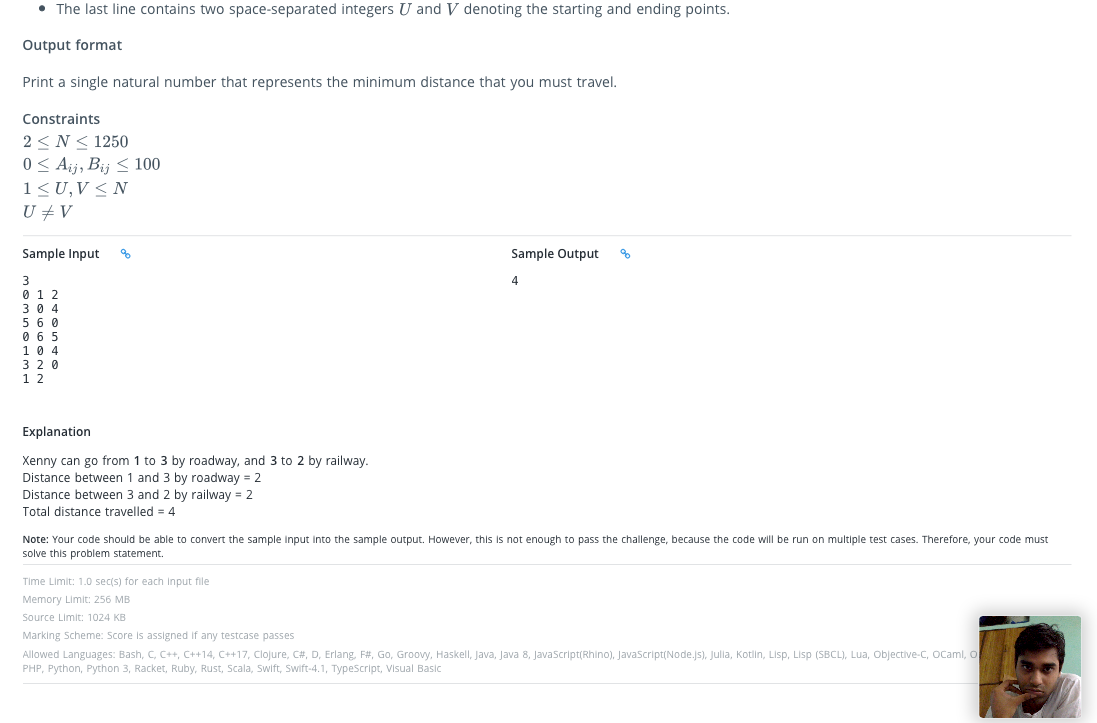 • The last line contains two space-separated integers U and V denoting the starting and ending points.
Output format
Print a single natural number that represents the minimum distance that you must travel.
Constraints
2 ≤ N ≤ 1250
0 ≤ A_{ij}, B_{ij} ≤ 100
1 ≤ U, V ≤ N
U ≠ V
Sample Input
3
0 1 2
3 0 4
5 6 0
0 6 5
1 0 4
3 2 0
1 2
Sample Output
4
Explanation
Xenny can go from 1 to 3 by roadway, and 3 to 2 by railway.
Distance between 1 and 3 by roadway = 2
Distance between 3 and 2 by railway = 2
Total distance travelled = 4
Note: Your code should be able to convert the sample input into the sample output. However, this is not enough to pass the challenge, because the code will be run on multiple test cases. Therefore, your code must
solve this problem statement.
Time Limit: 1.0 sec(s) for each input file
Memory Limit: 256 MB
Source Limit: 1024 KB
Marking Scheme: Score is assigned if any testcase passes
Allowed Languages: Bash, C, C++, C++14, C++17, Clojure, C#, D, Erlang, F#, Go, Groovy, Haskell, Java, Java 8, JavaScript(Rhino), JavaScript(Node.js), Julia, Kotlin, Lisp, Lisp (SBCL), Lua, Objective-C, OCaml,
PHP, Python, Python 3, Racket, Ruby, Rust, Scala, Swift, Swift-4.1, TypeScript, Visual Basic